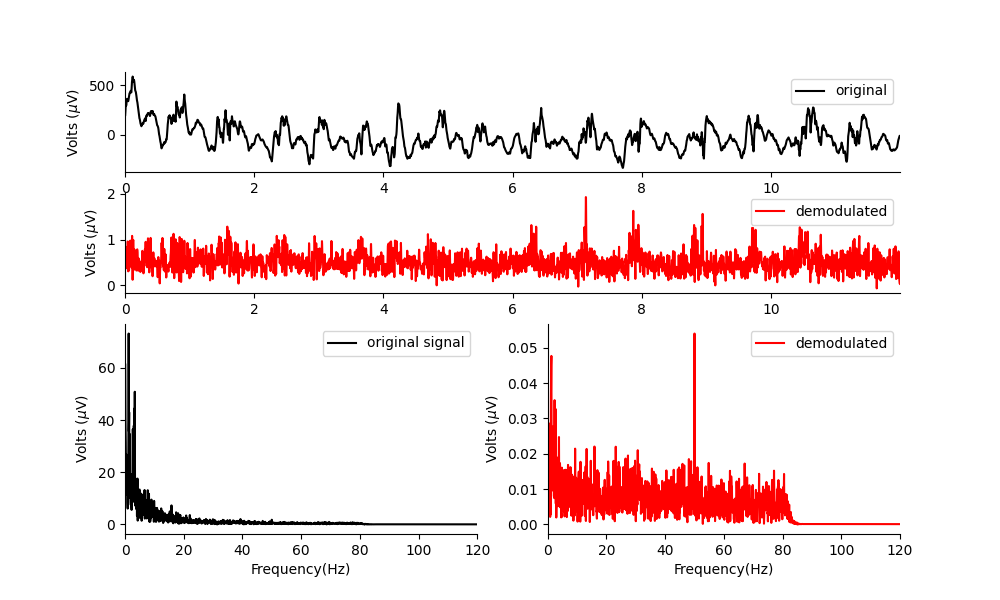 Volts (μV)
500
0
original
0 2 4 6 8 10
Volts (μV)
2
1
0
demodulated
0 2 4 6 8 10
Volts (μV)
60
40
20
0
original signal
0 20 40 60 80 100 120
Frequency(Hz)
Volts (μV)
0.05
0.04
0.03
0.02
0.01
0.00
demodulated
0 20 40 60 80 100 120
Frequency(Hz)